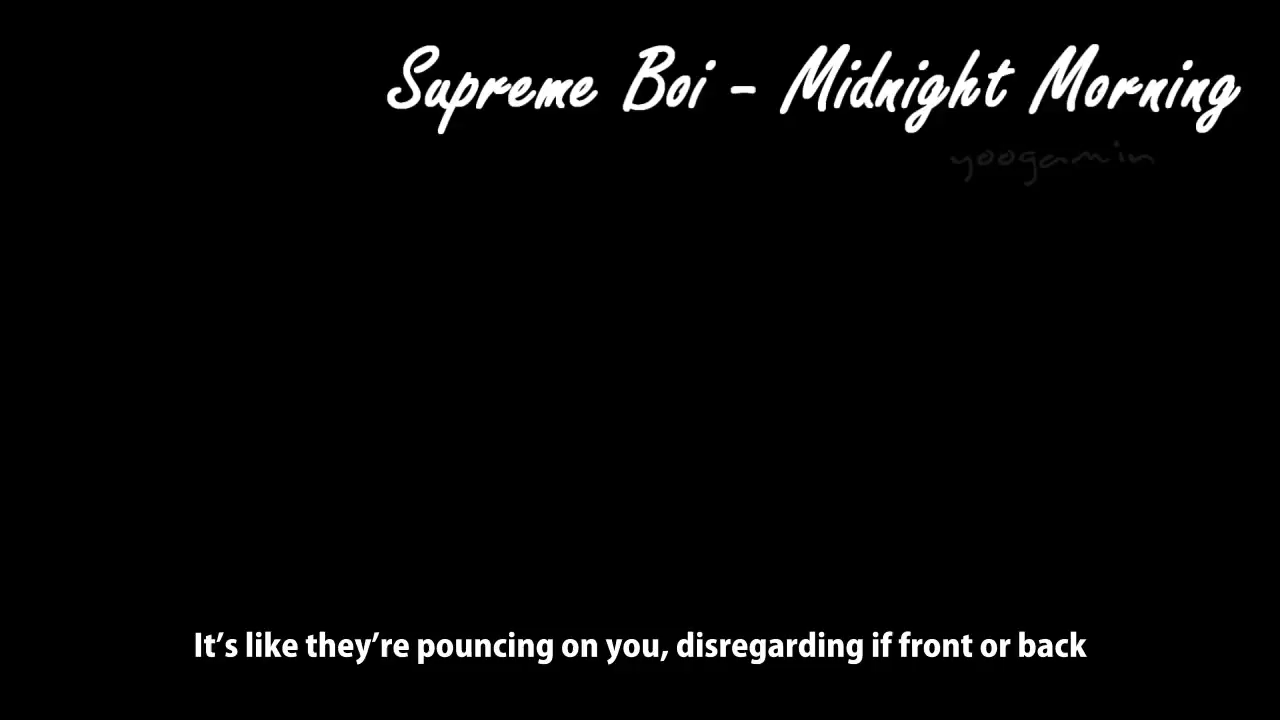 Supreme Boi - Midnight Morning
yoogamin
It’s like they’re pouncing on you, disregarding if front or back